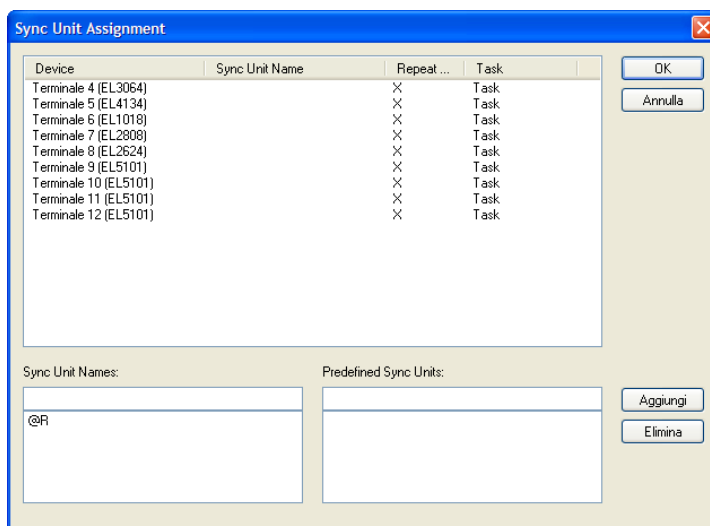 Sync Unit Assignment
Device Sync Unit Name Repeat ... Task
Terminale 4 (EL3064) X Task
Terminale 5 (EL4134) X Task
Terminale 6 (EL1018) X Task
Terminale 7 (EL2808) X Task
Terminale 8 (EL2624) X Task
Terminale 9 (EL5101) X Task
Terminale 10 (EL5101) X Task
Terminale 11 (EL5101) X Task
Terminale 12 (EL5101) X Task
OK
Annulla
Sync Unit Names: Predefined Sync Units:
@R
Aggiungi
Elimina